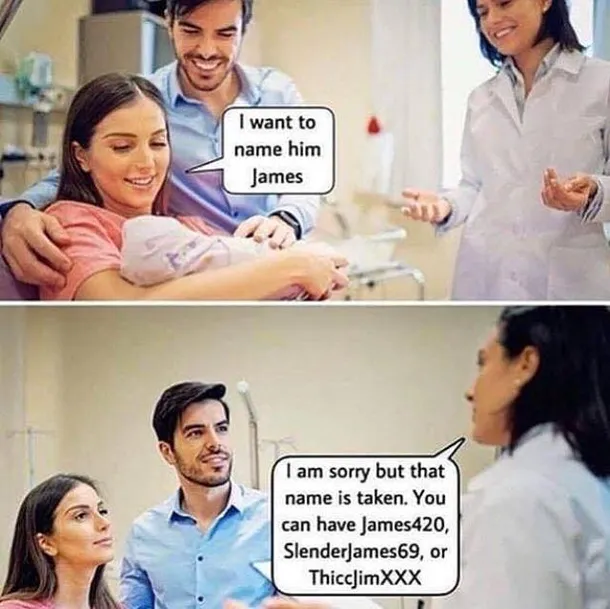 I want to
name him
James
I am sorry but that
name is taken. You
can have James420,
SlenderJames69, or
ThiccJimXXX